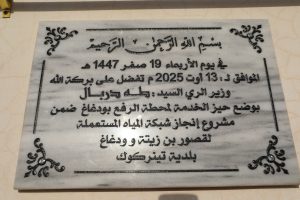 بسم الله الرحمن الرحيم
في يوم الأربعاء 19 صفر 1447 هـ
الموافق لـ : 13 أوت 2025 م تفضل على بركة الله
وزير الري السيد: طه دربال
بوضع حيز الخدمة لمحطة الرفع بودغاغ ضمن
مشروع إنجاز شبكة المياه المستعملة
لقصور بن زيتة و ودغاغ
بلدية تينركوك